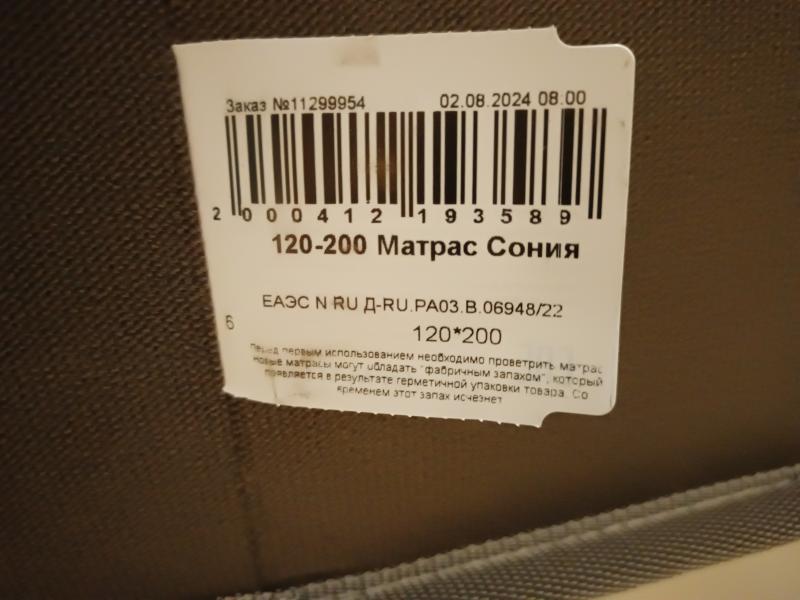 Заказ №11299954 02.08.2024 08:00
2 000412 193589
120-200 Матрас Сония
ЕАЭС N RU Д-RU.РА03.В.06948/22
6 120*200
Перед первым использованием необходимо проветрить матрас
новые матрасы могут обладать "фабричным запахом", который
появляется в результате герметичной упаковки товара. Со
временем этот запах исчезнет